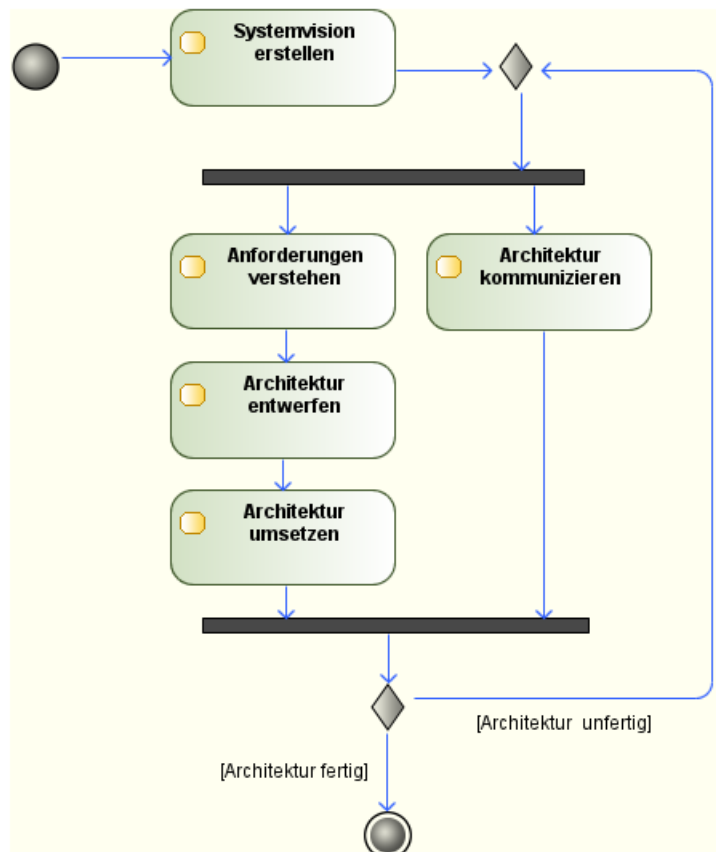 Systemvision
erstellen
Anforderungen
verstehen
Architektur
kommunizieren
Architektur
entwerfen
Architektur
umsetzen
[Architektur unfertig]
[Architektur fertig]